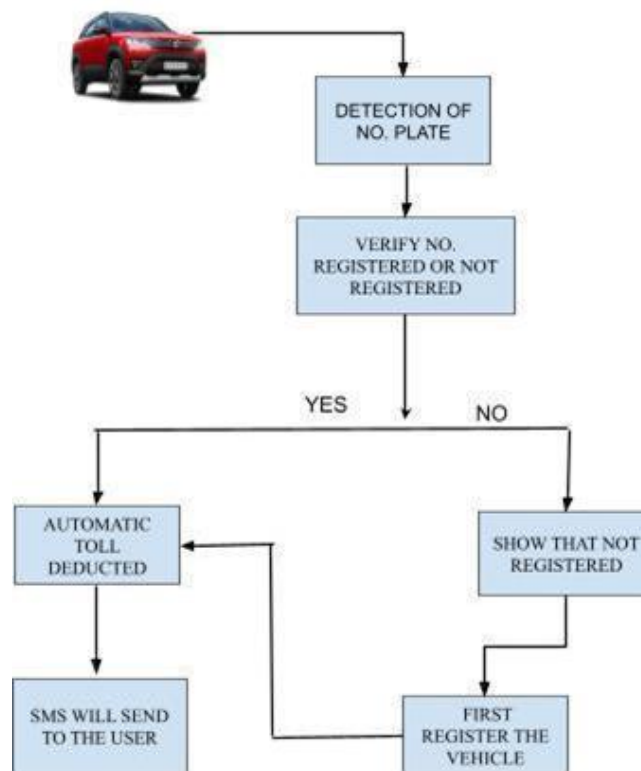 DETECTION OF
NO. PLATE
VERIFY NO.
REGISTERED OR NOT
REGISTERED
YES
NO
AUTOMATIC
TOLL
DEDUCTED
SHOW THAT NOT
REGISTERED
SMS WILL SEND
TO THE USER
FIRST
REGISTER THE
VEHICLE